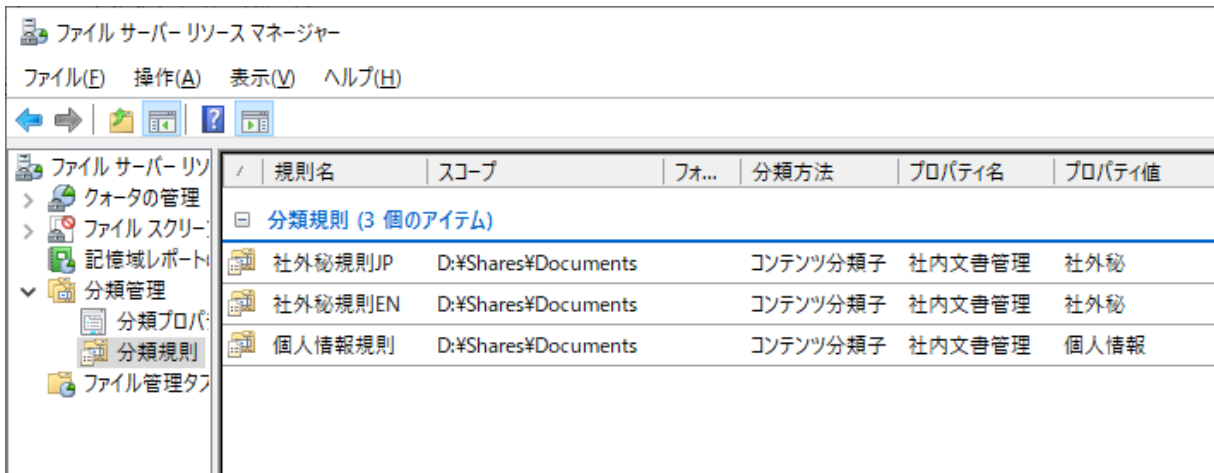 ファイル サーバー リソース マネージャー
ファイル(F) 操作(A) 表示(V) ヘルプ(H)
ファイル サーバー リソ
クォータの管理
ファイル スクリーン
記憶域レポート
分類管理
分類プロパ
分類規則
ファイル管理タス
規則名 スコープ フォ... 分類方法 プロパティ名 プロパティ値
分類規則 (3 個のアイテム)
社外秘規則JP D:¥Shares¥Documents コンテンツ分類子 社内文書管理 社外秘
社外秘規則EN D:¥Shares¥Documents コンテンツ分類子 社内文書管理 社外秘
個人情報規則 D:¥Shares¥Documents コンテンツ分類子 社内文書管理 個人情報